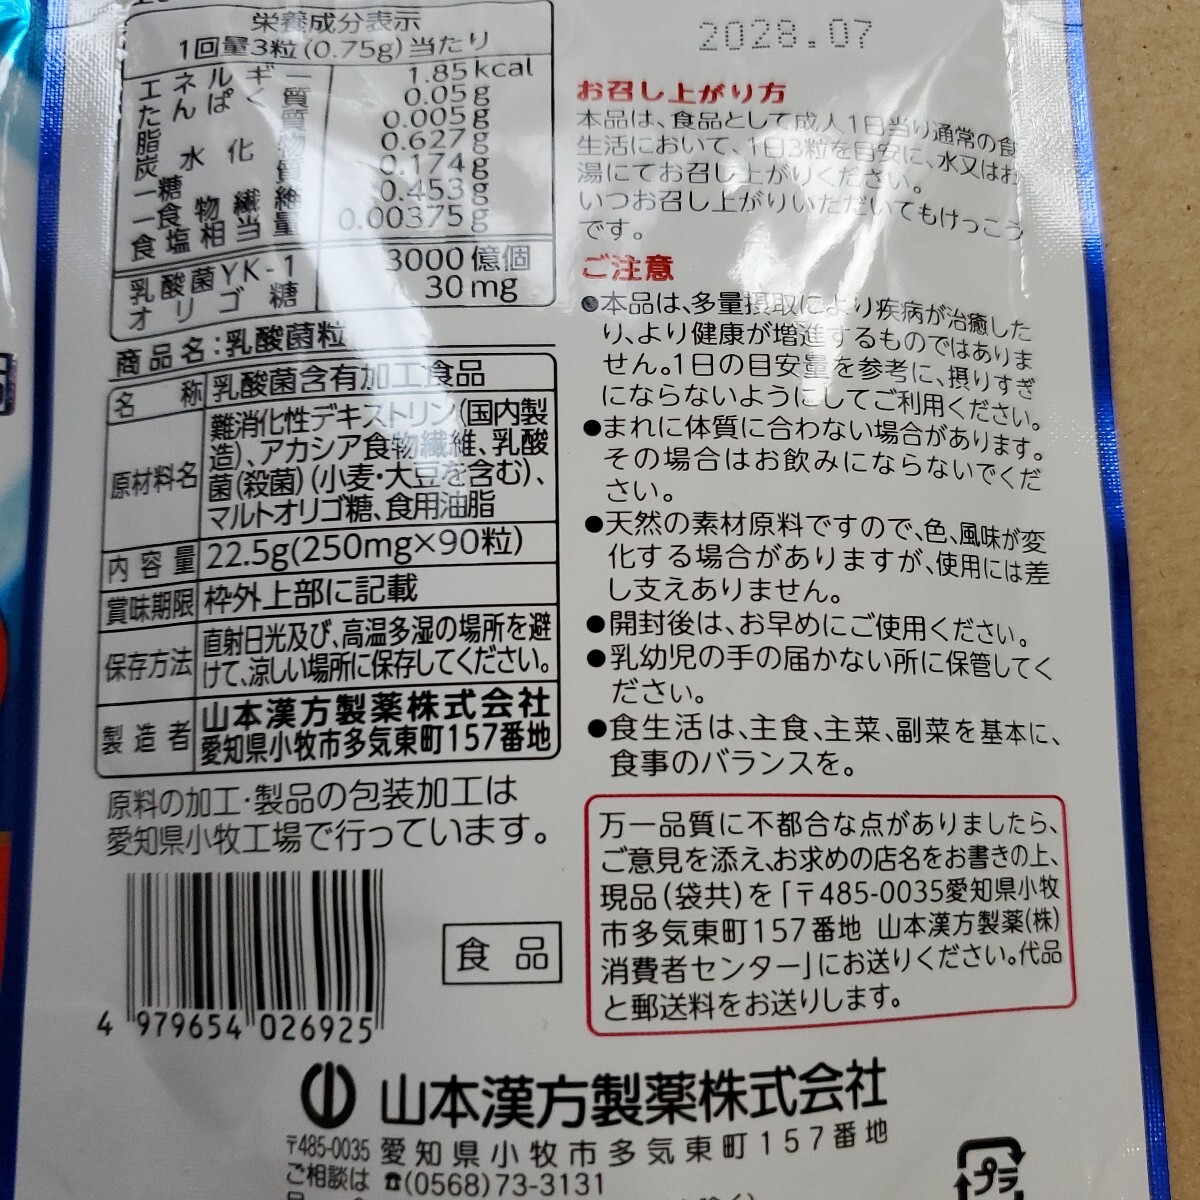 栄養成分表示
1回量3粒(0.75g)当たり
エネルギー 1.85kcal
たんぱく質 0.05g
脂質 0.005g
炭水化物 0.627g
―糖質 0.174g
―食物繊維 0.453g
食塩相当量 0.00375g
乳酸菌YK-1 3000億個
オリゴ糖 30mg
商品名:乳酸菌粒
名称 乳酸菌含有加工食品
原材料名 難消化性デキストリン(国内製
造)、アカシア食物繊維、乳酸
菌(殺菌)(小麦・大豆を含む)、
マルトオリゴ糖、食用油脂
内容量 22.5g(250mg×90粒)
賞味期限 枠外上部に記載
保存方法 直射日光及び、高温多湿の場所を避
けて、涼しい場所に保存してください。
製造者 山本漢方製薬株式会社
愛知県小牧市多気東町157番地
原料の加工・製品の包装加工は
愛知県小牧工場で行っています。
4 979654 026925
食品
2028.07
お召し上がり方
本品は、食品として成人1日当り通常の食
生活において、1日3粒を目安に、水又はお
湯にてお召し上がりください。
いつお召し上がりいただいてもけっこう
です。
ご注意
●本品は、多量摂取により疾病が治癒した
り、より健康が増進するものではありま
せん。1日の目安量を参考に、摂りすぎ
にならないようにしてご利用ください。
●まれに体質に合わない場合があります。
その場合はお飲みにならないでくだ
さい。
●天然の素材原料ですので、色、風味が変
化する場合がありますが、使用には差
し支えありません。
●開封後は、お早めにご使用ください。
●乳幼児の手の届かない所に保管してく
ださい。
●食生活は、主食、主菜、副菜を基本に、
食事のバランスを。
万一品質に不都合な点がありましたら、
ご意見を添え、お求めの店名をお書きの上、
現品(袋共)を「〒485-0035愛知県小牧
市多気東町157番地 山本漢方製薬(株)
消費者センター」にお送りください。代品
と郵送料をお送りします。
山本漢方製薬株式会社
〒485-0035 愛知県小牧市多気東町157番地
ご相談は ☎(0568)73-3131
プラ